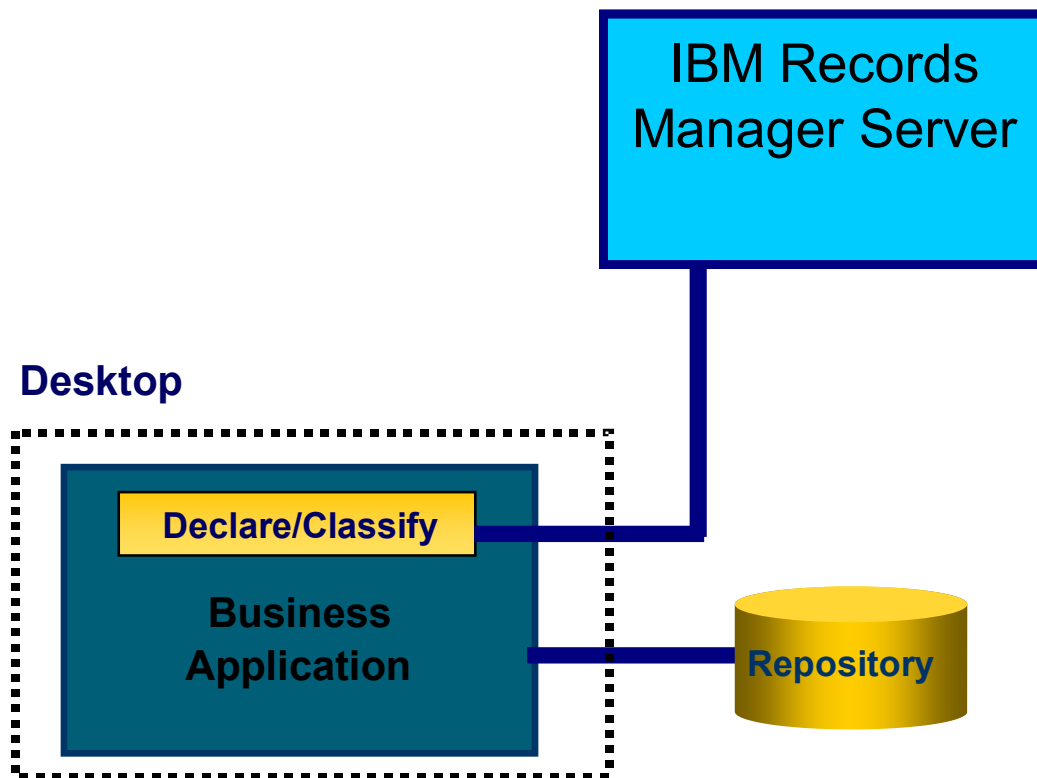 IBM Records
Manager Server
Desktop
Declare/Classify
Business
Application
Repository